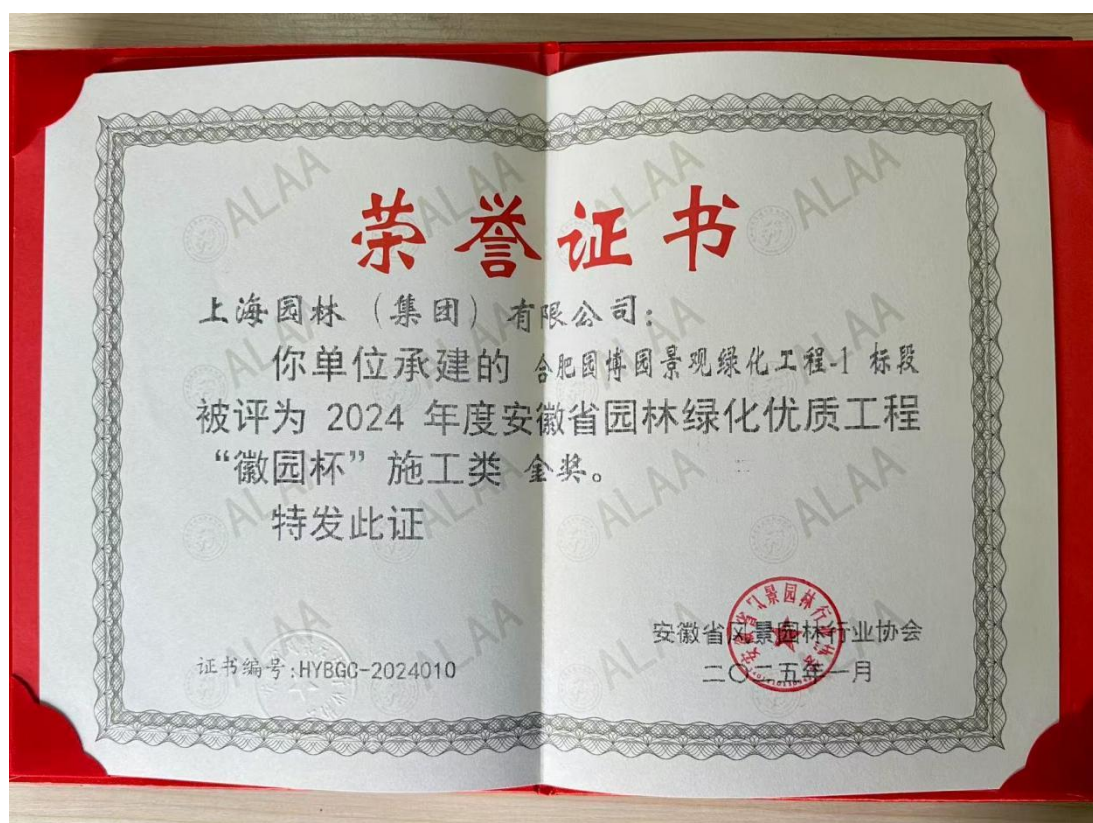 荣誉证书
上海园林（集团）有限公司：
你单位承建的 合肥园博园景观绿化工程-1 标段
被评为 2024 年度安徽省园林绿化优质工程
“徽园杯”施工类 金奖。
特发此证
安徽省风景园林行业协会
证书编号:HYBGC-2024010
二〇二五年一月
ALAA